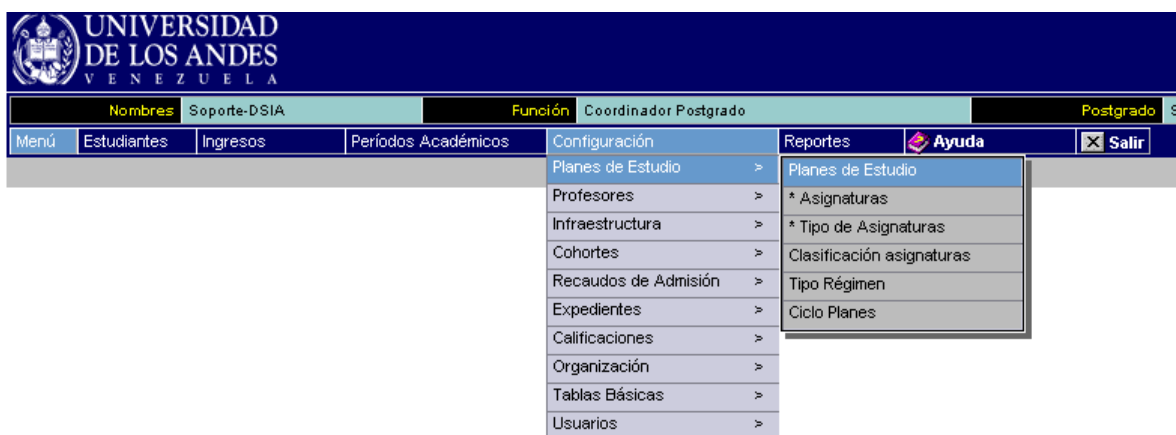 UNIVERSIDAD
DE LOS ANDES
VENEZUELA
Nombres Soporte-DSIA Función Coordinador Postgrado Postgrado
Menú Estudiantes Ingresos Períodos Académicos Configuración Reportes Ayuda Salir
Planes de Estudio > Planes de Estudio
Profesores > * Asignaturas
Infraestructura > * Tipo de Asignaturas
Cohortes > Clasificación asignaturas
Recaudos de Admisión > Tipo Régimen
Expedientes > Ciclo Planes
Calificaciones >
Organización >
Tablas Básicas >
Usuarios >